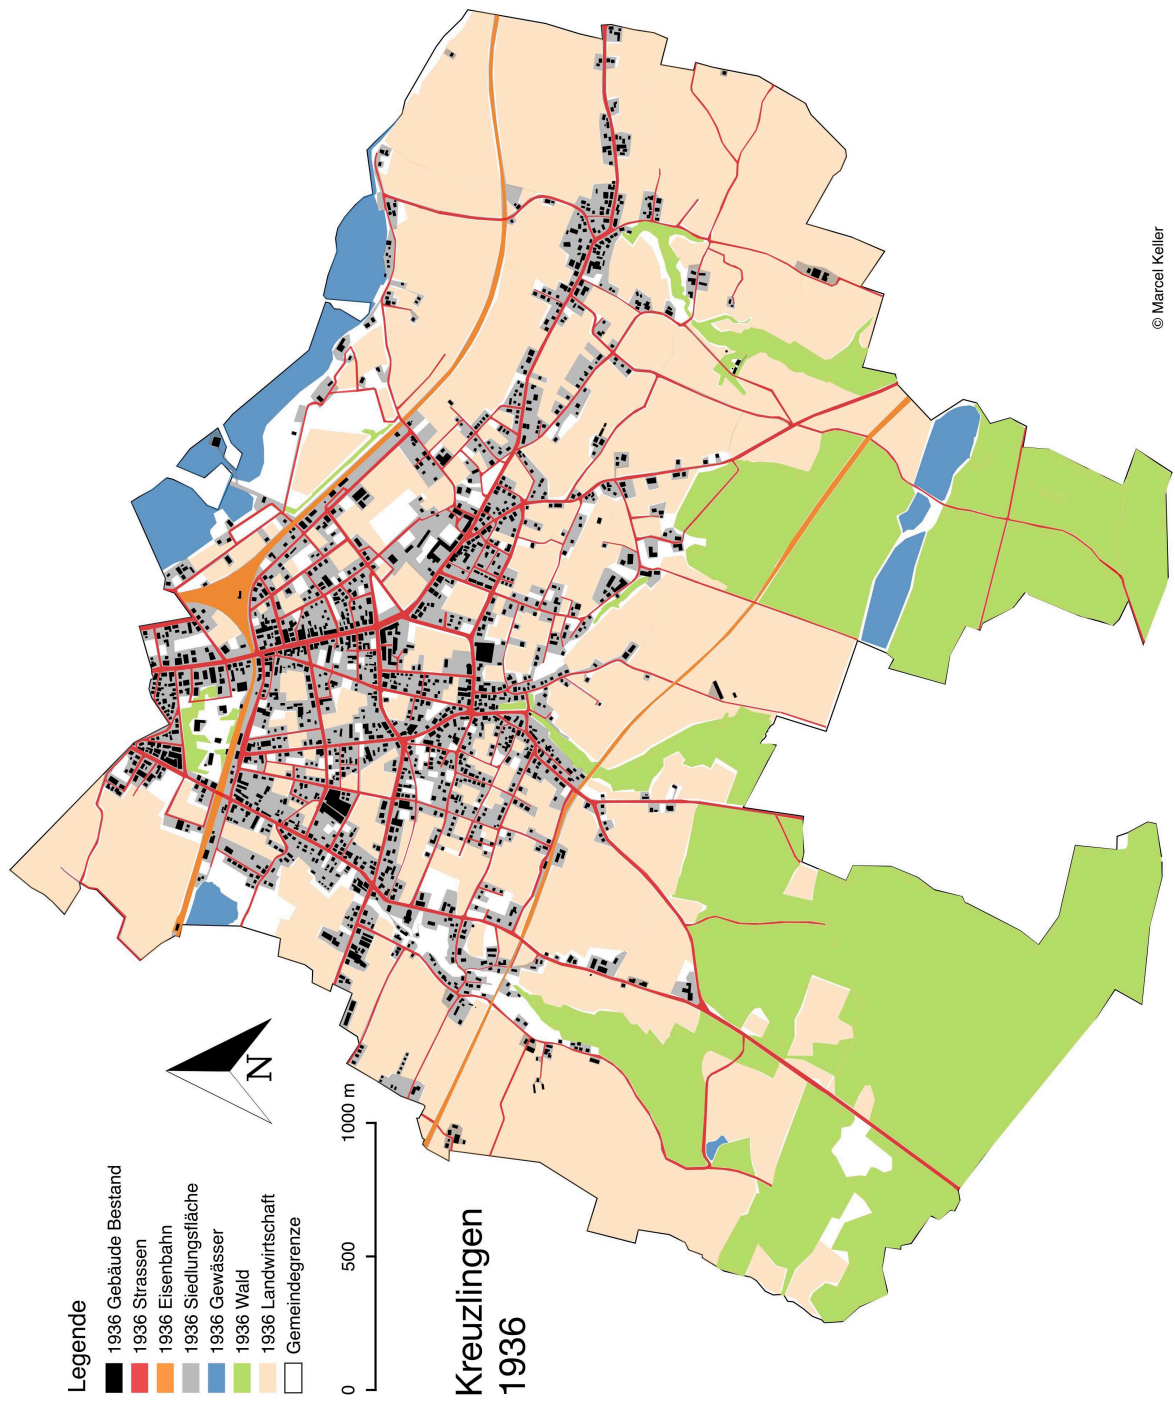 Legende
1936 Gebäude Bestand
1936 Strassen
1936 Eisenbahn
1936 Siedlungsfläche
1936 Gewässer
1936 Wald
1936 Landwirtschaft
Gemeindegrenze
N
0 500 1000 m
Kreuzlingen
1936
© Marcel Keller